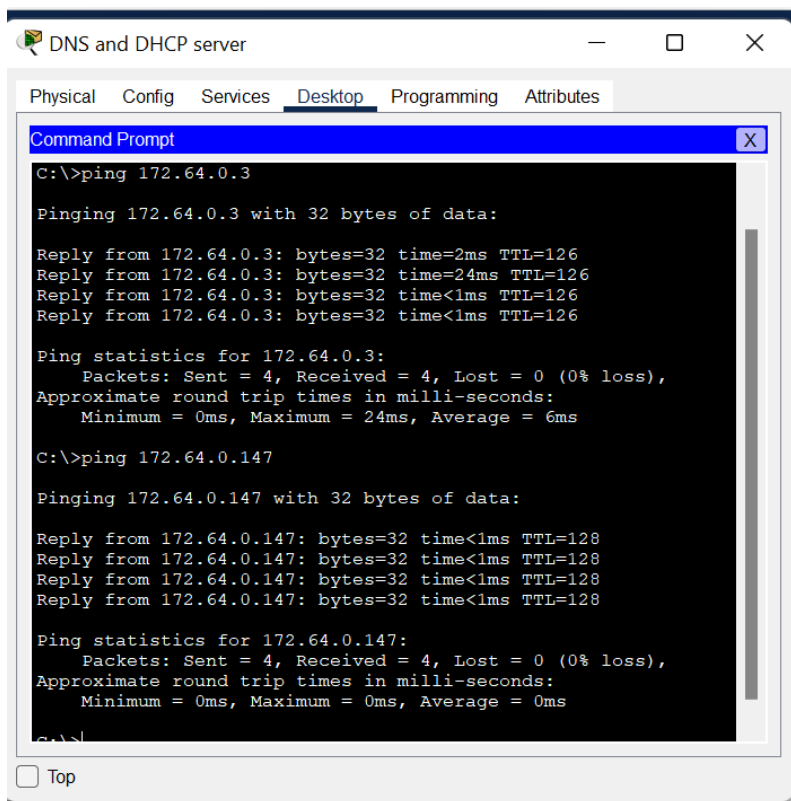 DNS and DHCP server
Physical Config Services Desktop Programming Attributes
Command Prompt X
C:\>ping 172.64.0.3
Pinging 172.64.0.3 with 32 bytes of data:
Reply from 172.64.0.3: bytes=32 time=2ms TTL=126
Reply from 172.64.0.3: bytes=32 time=24ms TTL=126
Reply from 172.64.0.3: bytes=32 time<1ms TTL=126
Reply from 172.64.0.3: bytes=32 time<1ms TTL=126
Ping statistics for 172.64.0.3:
Packets: Sent = 4, Received = 4, Lost = 0 (0% loss),
Approximate round trip times in milli-seconds:
Minimum = 0ms, Maximum = 24ms, Average = 6ms
C:\>ping 172.64.0.147
Pinging 172.64.0.147 with 32 bytes of data:
Reply from 172.64.0.147: bytes=32 time<1ms TTL=128
Reply from 172.64.0.147: bytes=32 time<1ms TTL=128
Reply from 172.64.0.147: bytes=32 time<1ms TTL=128
Reply from 172.64.0.147: bytes=32 time<1ms TTL=128
Ping statistics for 172.64.0.147:
Packets: Sent = 4, Received = 4, Lost = 0 (0% loss),
Approximate round trip times in milli-seconds:
Minimum = 0ms, Maximum = 0ms, Average = 0ms
C:\>
Top